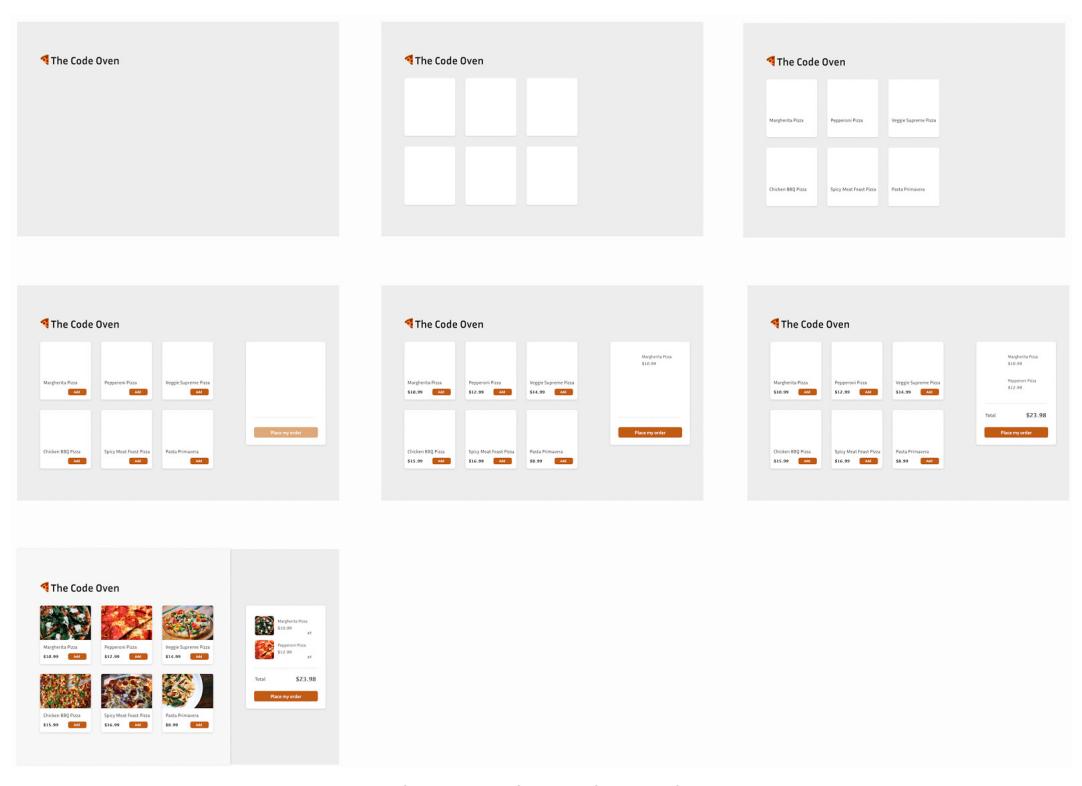 The Code Oven
The Code Oven
The Code Oven
Margherita Pizza Pepperoni Pizza Veggie Supreme Pizza
Chicken BBQ Pizza Spicy Meat Feast Pizza Pasta Primavera
The Code Oven
Margherita Pizza Pepperoni Pizza Veggie Supreme Pizza
Add Add Add
Chicken BBQ Pizza Spicy Meat Feast Pizza Pasta Primavera
Add Add Add
Place my order
The Code Oven
Margherita Pizza Pepperoni Pizza Veggie Supreme Pizza
$10.99 Add $12.99 Add $14.99 Add
Chicken BBQ Pizza Spicy Meat Feast Pizza Pasta Primavera
$15.99 Add $16.99 Add $8.99 Add
Margherita Pizza
$10.99
Place my order
The Code Oven
Margherita Pizza Pepperoni Pizza Veggie Supreme Pizza
$10.99 Add $12.99 Add $14.99 Add
Chicken BBQ Pizza Spicy Meat Feast Pizza Pasta Primavera
$15.99 Add $16.99 Add $8.99 Add
Margherita Pizza
$10.99
Pepperoni Pizza
$12.99
Total $23.98
Place my order
The Code Oven
Margherita Pizza Pepperoni Pizza Veggie Supreme Pizza
$10.99 Add $12.99 Add $14.99 Add
Chicken BBQ Pizza Spicy Meat Feast Pizza Pasta Primavera
$15.99 Add $16.99 Add $8.99 Add
Margherita Pizza
$10.99
Pepperoni Pizza
$12.99
Total $23.98
Place my order